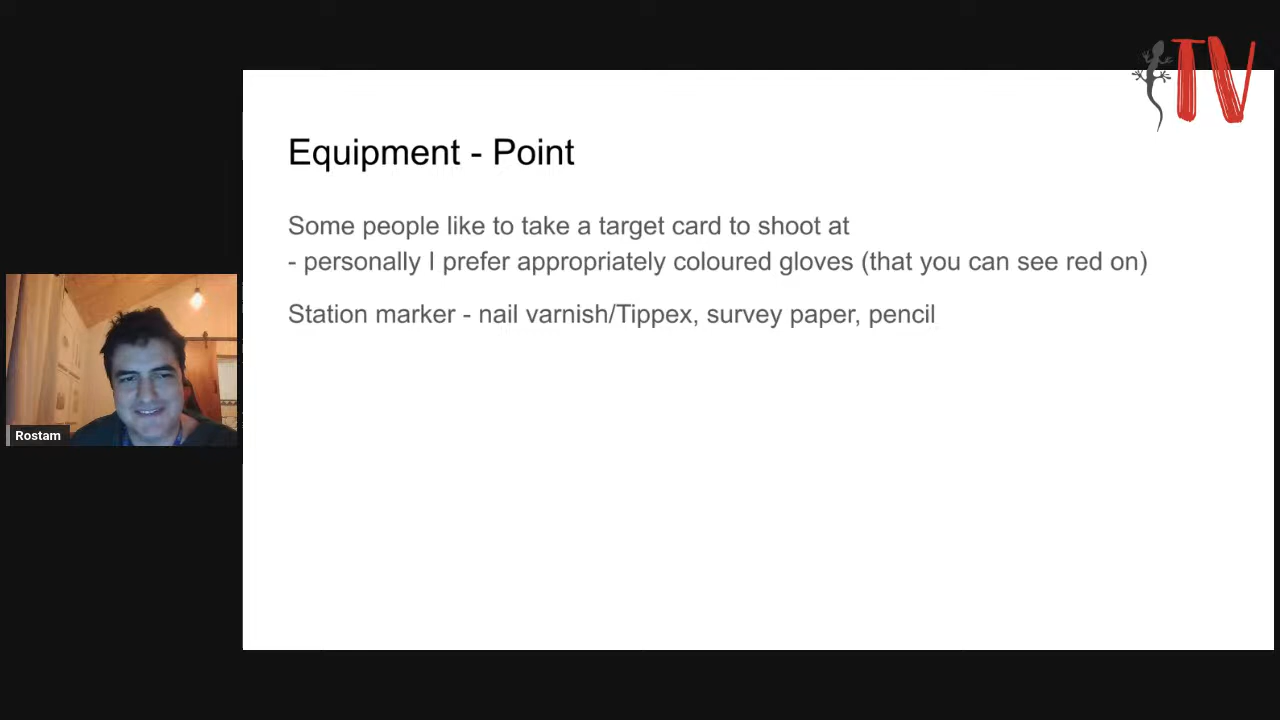 TV
Equipment - Point
Some people like to take a target card to shoot at
- personally I prefer appropriately coloured gloves (that you can see red on)
Station marker - nail varnish/Tippex, survey paper, pencil
Rostam